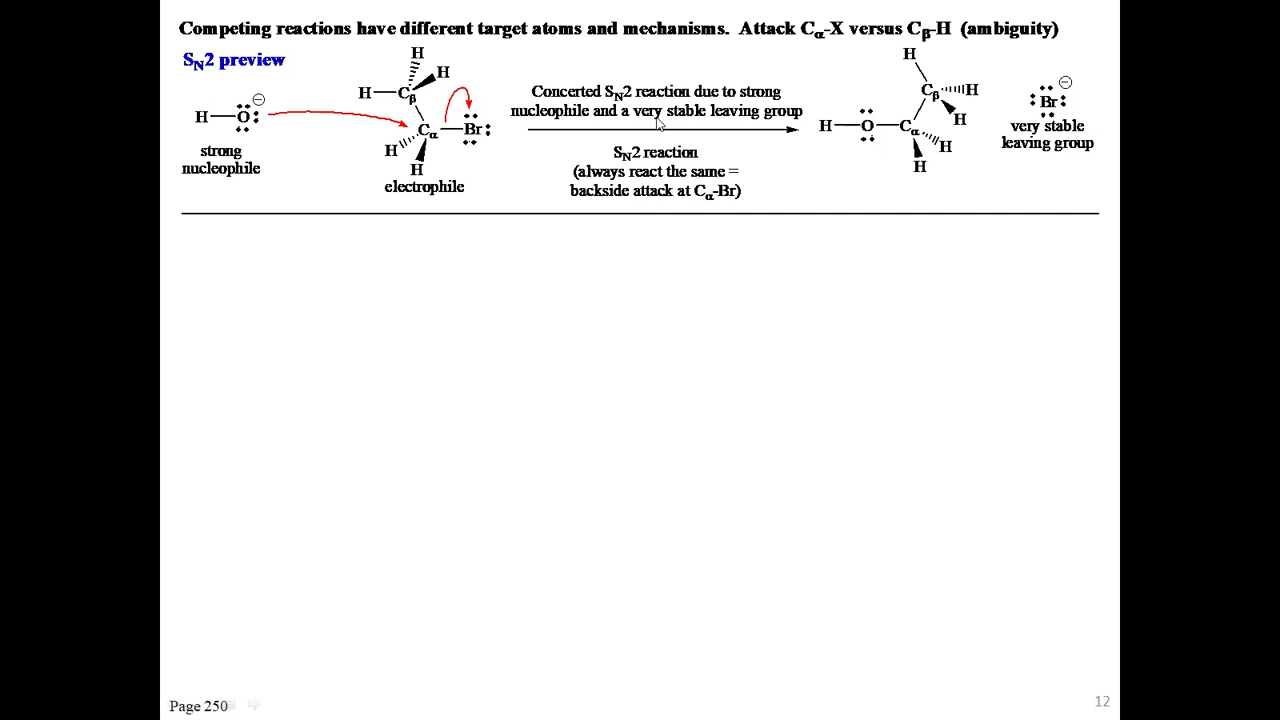 Competing reactions have different target atoms and mechanisms. Attack Cα-X versus Cβ-H (ambiguity)
SN2 preview
H
H
H Cβ
H O ⊖
Cα Br
H
H
strong
nucleophile
electrophile
Concerted SN2 reaction due to strong
nucleophile and a very stable leaving group
SN2 reaction
(always react the same =
backside attack at Cα-Br)
H
Cβ H
H
H O Cα
H
H
Br ⊖
very stable
leaving group
Page 250
12